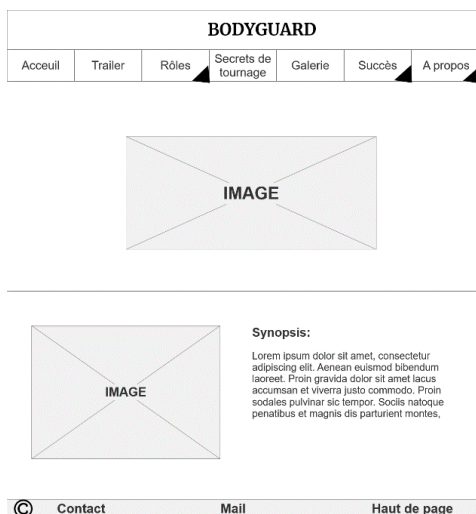 BODYGUARD
Acceuil
Trailer
Rôles
Secrets de
tournage
Galerie
Succès
A propos
IMAGE
IMAGE
Synopsis:
Lorem ipsum dolor sit amet, consectetur
adipiscing elit. Aenean euismod bibendum
laoreet. Proin gravida dolor sit amet lacus
accumsan et viverra justo commodo. Proin
sodales pulvinar sic tempor. Sociis natoque
penatibus et magnis dis parturient montes,
© Contact Mail Haut de page